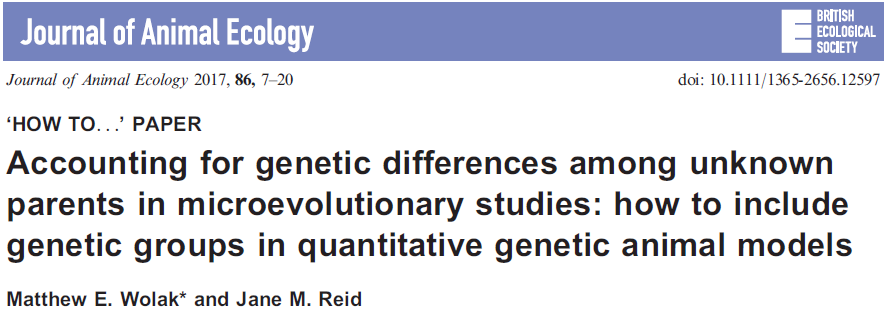 Journal of Animal Ecology
BRITISH
ECOLOGICAL
SOCIETY
Journal of Animal Ecology 2017, 86, 7–20
doi: 10.1111/1365-2656.12597
‘HOW TO. . .’ PAPER
Accounting for genetic differences among unknown
parents in microevolutionary studies: how to include
genetic groups in quantitative genetic animal models
Matthew E. Wolak* and Jane M. Reid